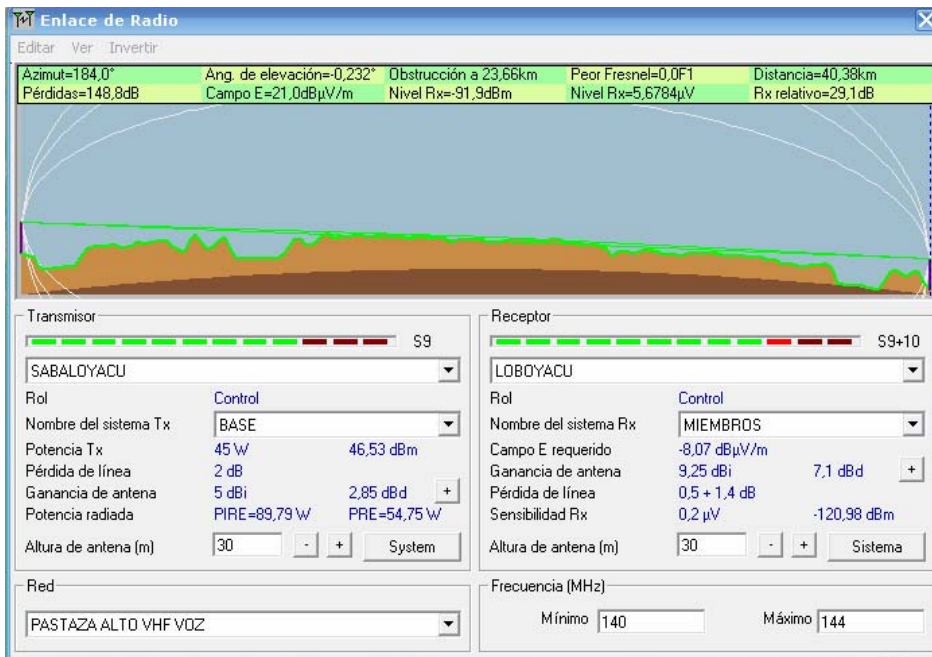 Enlace de Radio
Editar Ver Invertir
Azimut=184,0° Ang. de elevación=-0,232° Obstrucción a 23,66km Peor Fresnel=0,0F1 Distancia=40,38km
Pérdidas=148,8dB Campo E=21,0dBµV/m Nivel Rx=-91,9dBm Nivel Rx=5,6784µV Rx relativo=29,1dB
Transmisor
S9
SABALOYACU
Rol Control
Nombre del sistema Tx BASE
Potencia Tx 45 W 46,53 dBm
Pérdida de línea 2 dB
Ganancia de antena 5 dBi 2,85 dBd +
Potencia radiada PIRE=89,79 W PRE=54,75 W
Altura de antena (m) 30 - + System
Receptor
S9+10
LOBOYACU
Rol Control
Nombre del sistema Rx MIEMBROS
Campo E requerido -8,07 dBµV/m
Ganancia de antena 9,25 dBi 7,1 dBd +
Pérdida de línea 0,5 + 1,4 dB
Sensibilidad Rx 0,2 µV -120,98 dBm
Altura de antena (m) 30 - + Sistema
Red
PASTAZA ALTO VHF VOZ
Frecuencia (MHz)
Mínimo 140 Máximo 144